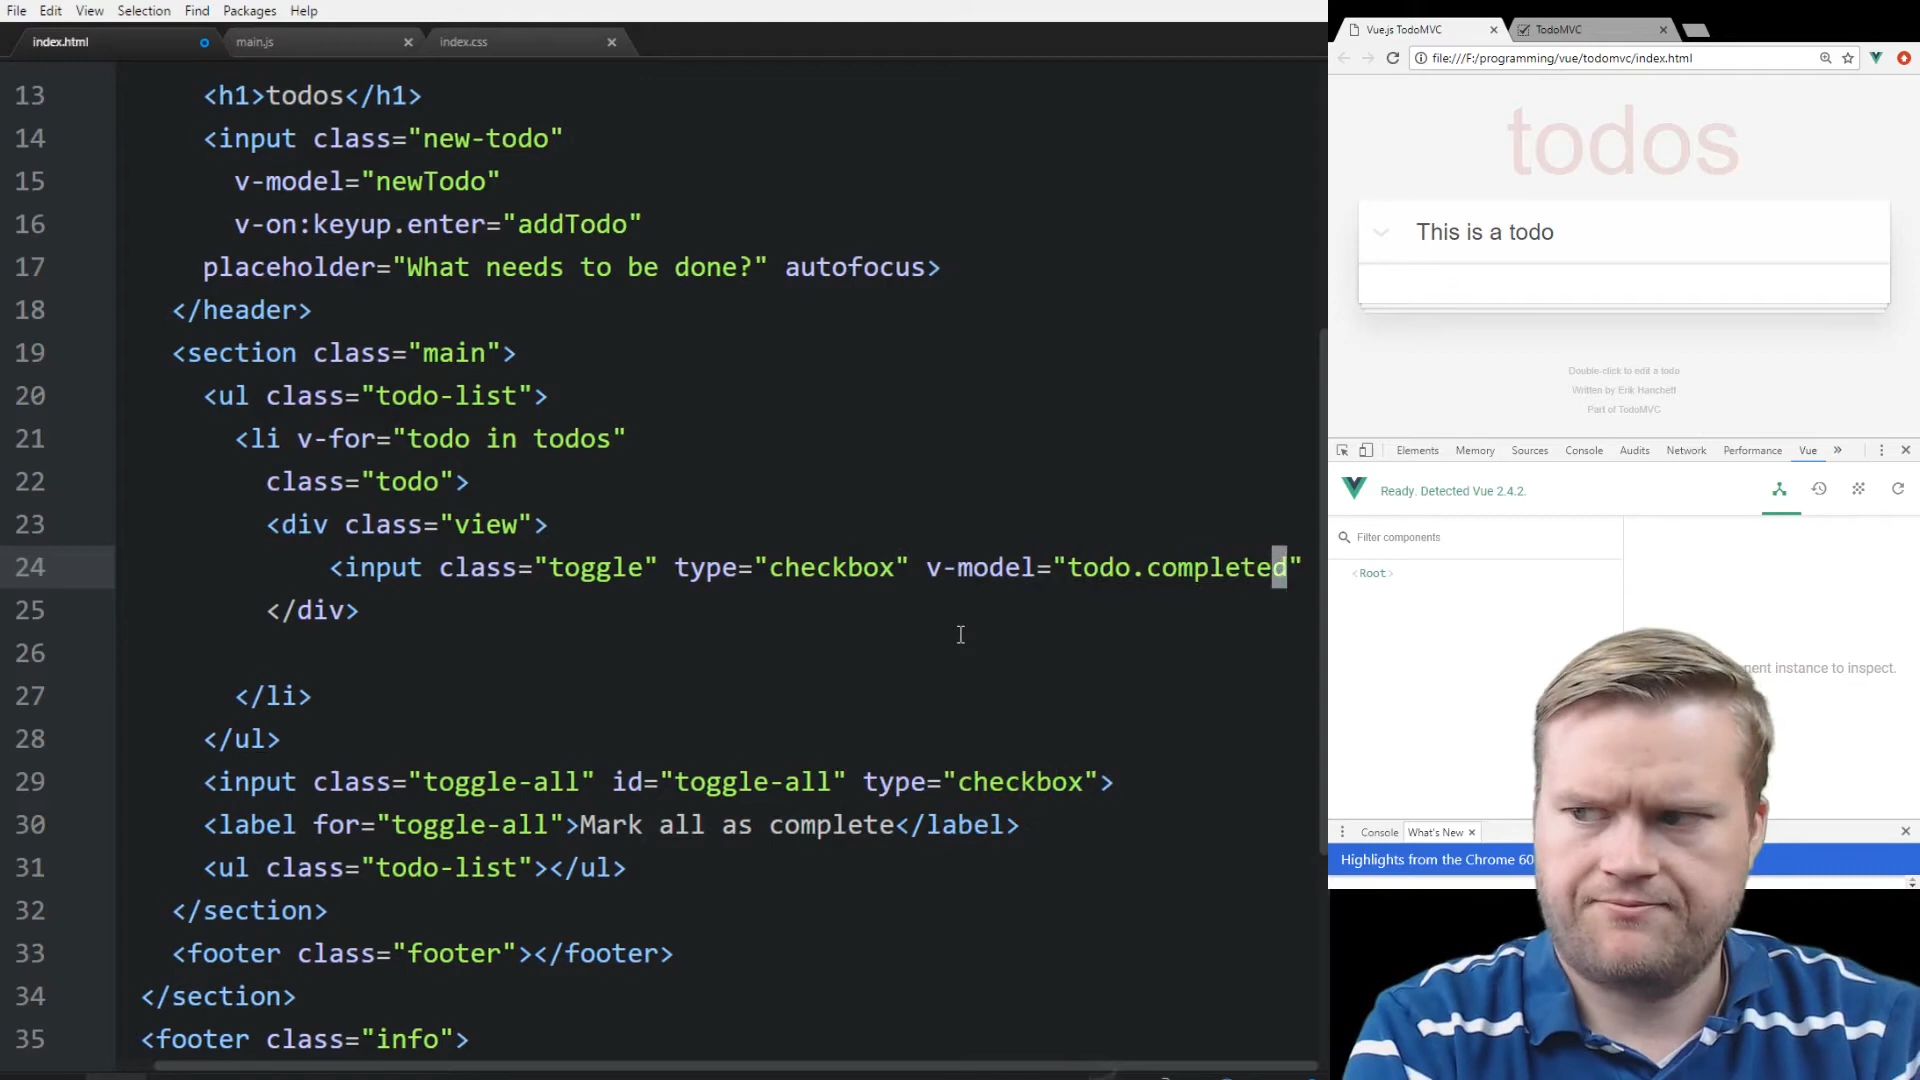 File Edit View Selection Find Packages Help
index.html main.js index.css
13 <h1>todos</h1>
14 <input class="new-todo"
15 v-model="newTodo"
16 v-on:keyup.enter="addTodo"
17 placeholder="What needs to be done?" autofocus>
18 </header>
19 <section class="main">
20 <ul class="todo-list">
21 <li v-for="todo in todos"
22 class="todo">
23 <div class="view">
24 <input class="toggle" type="checkbox" v-model="todo.completed"
25 </div>
26
27 </li>
28 </ul>
29 <input class="toggle-all" id="toggle-all" type="checkbox">
30 <label for="toggle-all">Mark all as complete</label>
31 <ul class="todo-list"></ul>
32 </section>
33 <footer class="footer"></footer>
34 </section>
35 <footer class="info">
Vue.js TodoMVC TodoMVC
file:///F:/programming/vue/todomvc/index.html
todos
This is a todo
Double-click to edit a todo
Written by Erik Hanchett
Part of TodoMVC
Elements Memory Sources Console Audits Network Performance Vue »
Ready. Detected Vue 2.4.2.
Filter components
<Root>
nent instance to inspect.
Console What's New
Highlights from the Chrome 60